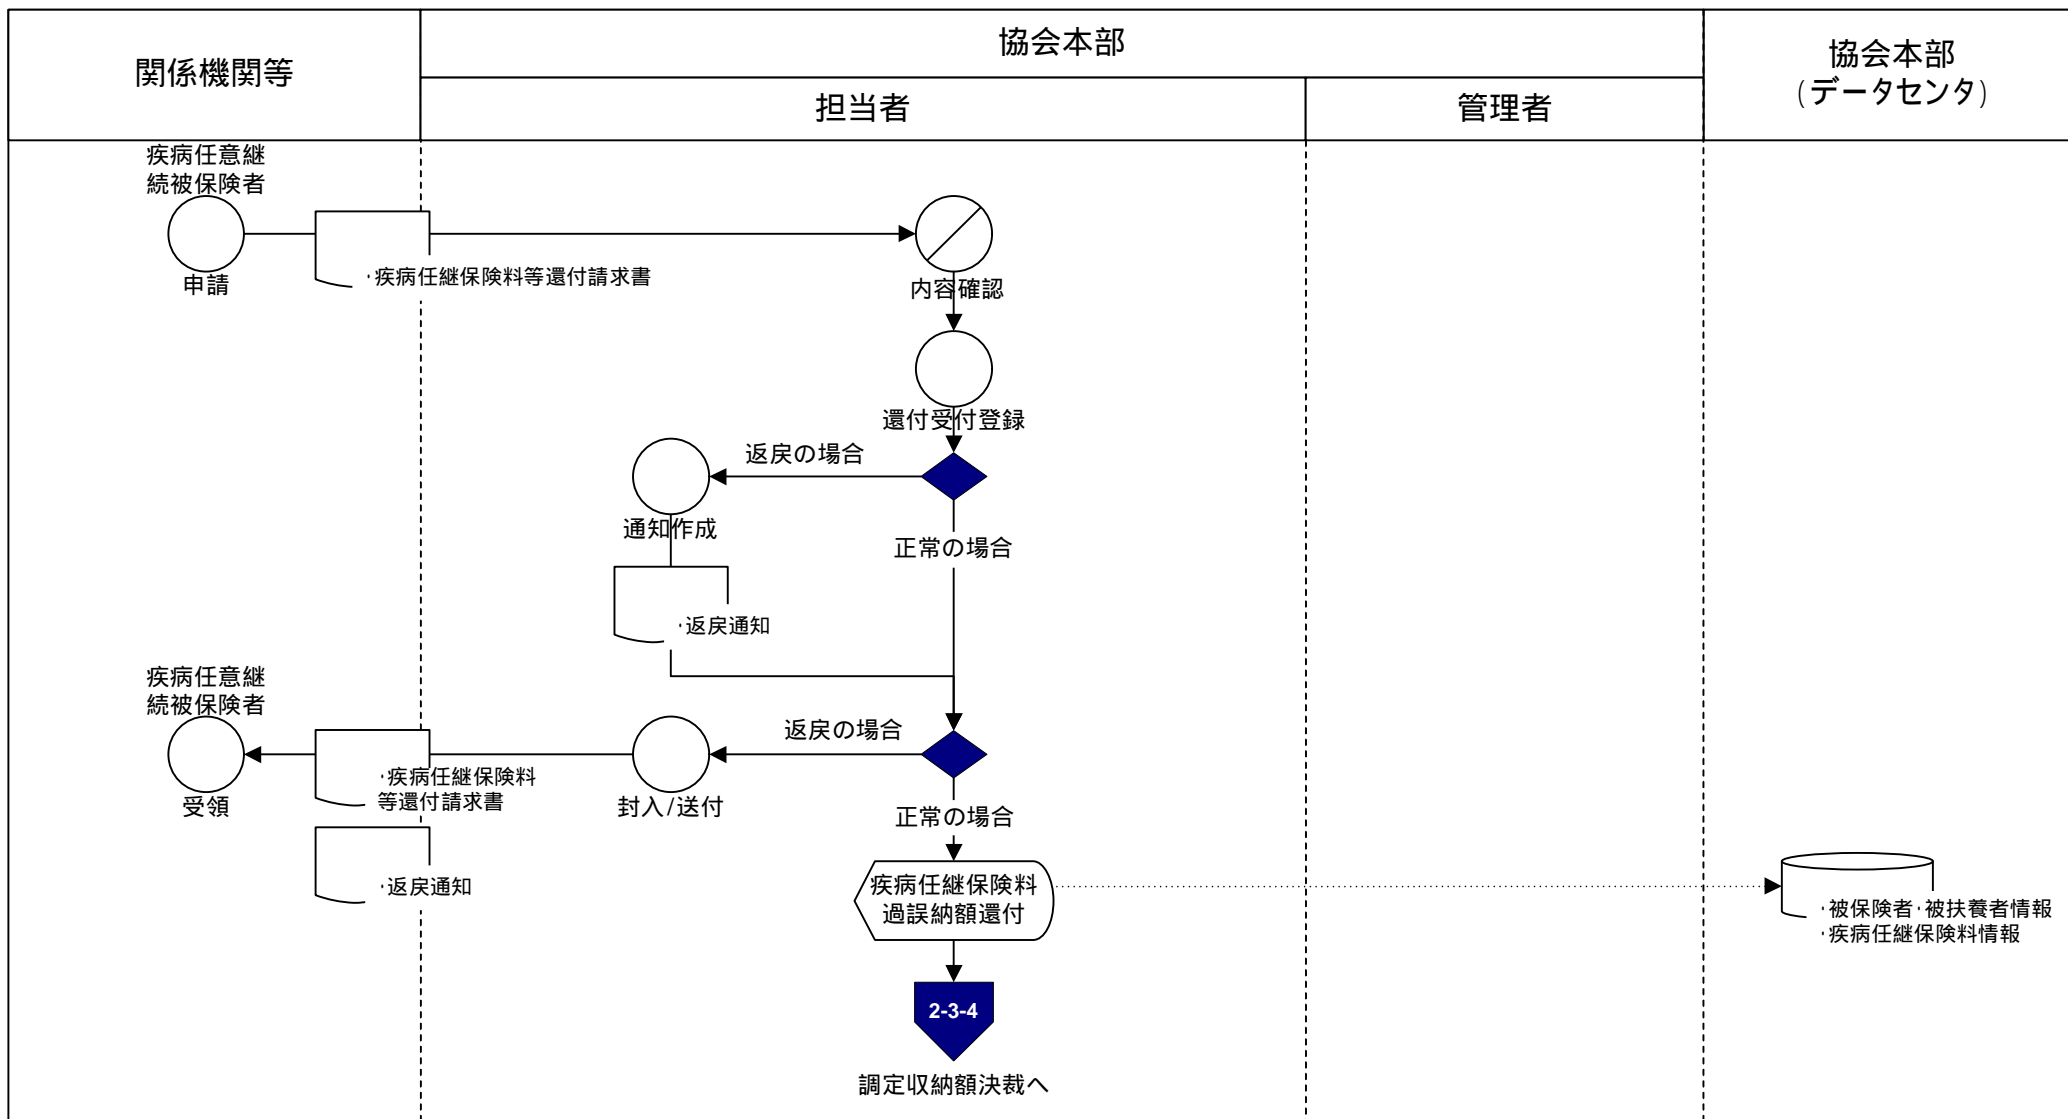 関係機関等
協会本部
担当者
管理者
協会本部
(データセンタ)
疾病任意継
続被保険者
申請
・疾病任継保険料等還付請求書
内容確認
還付受付登録
返戻の場合
通知作成
正常の場合
・返戻通知
疾病任意継
続被保険者
受領
・疾病任継保険料
等還付請求書
封入/送付
返戻の場合
正常の場合
・返戻通知
疾病任継保険料
過誤納額還付
・被保険者・被扶養者情報
・疾病任継保険料情報
2-3-4
調定収納額決裁へ